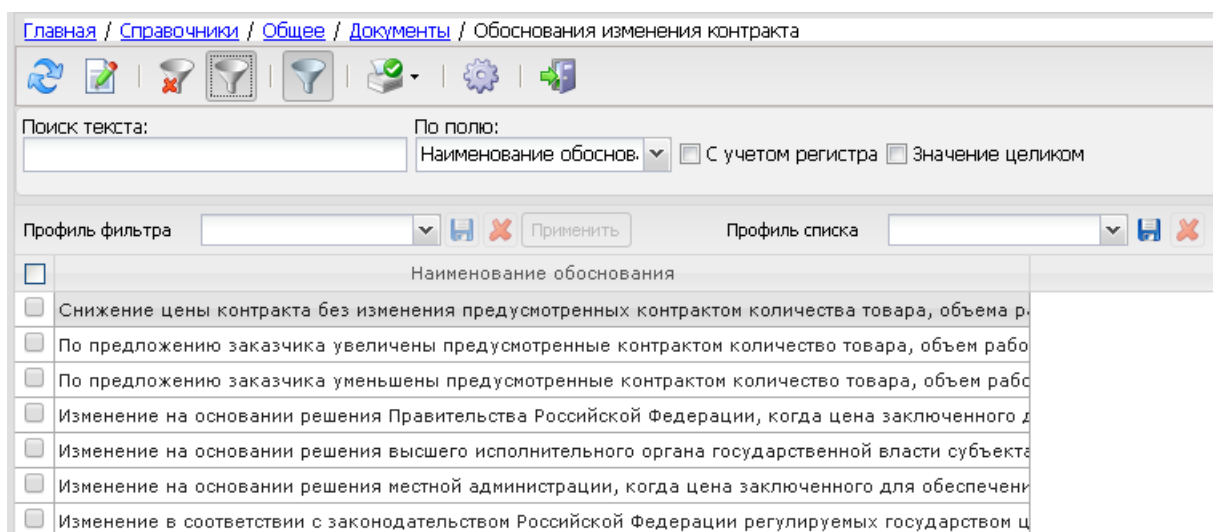 Главная / Справочники / Общее / Документы / Обоснования изменения контракта
Поиск текста: По полю:
Наименование обоснов. С учетом регистра Значение целиком
Профиль фильтра Применить Профиль списка
Наименование обоснования
Снижение цены контракта без изменения предусмотренных контрактом количества товара, объема р
По предложению заказчика увеличены предусмотренные контрактом количество товара, объем рабо
По предложению заказчика уменьшены предусмотренные контрактом количество товара, объем рабо
Изменение на основании решения Правительства Российской Федерации, когда цена заключенного д
Изменение на основании решения высшего исполнительного органа государственной власти субъекта
Изменение на основании решения местной администрации, когда цена заключенного для обеспечени
Изменение в соответствии с законодательством Российской Федерации регулируемых государством ц